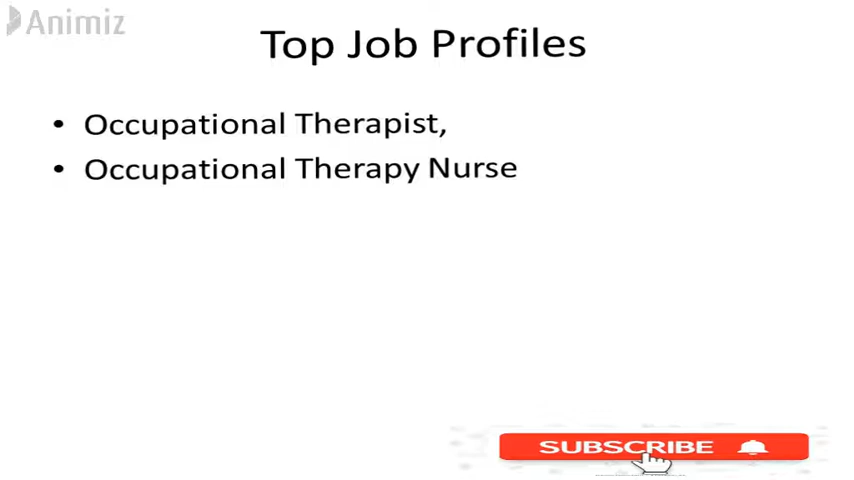 Animiz
Top Job Profiles
• Occupational Therapist,
• Occupational Therapy Nurse
SUBSCRIBE